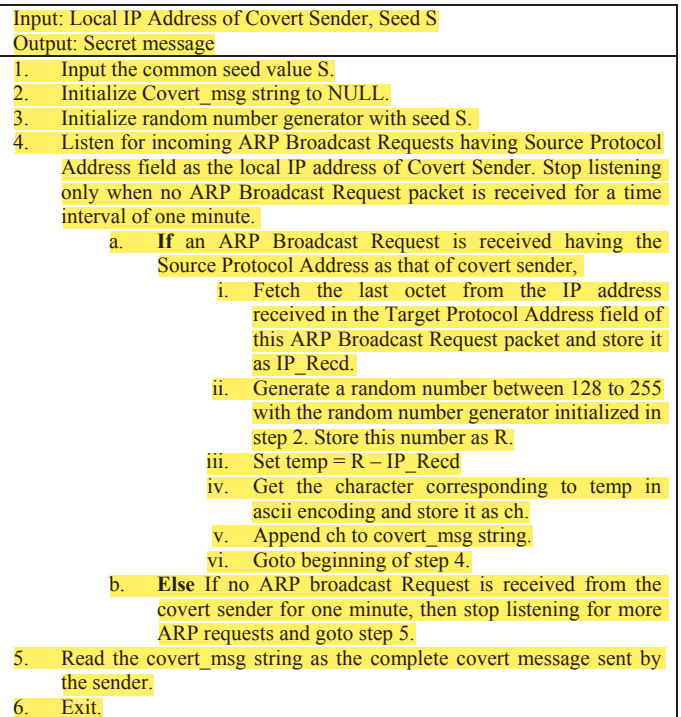 Input: Local IP Address of Covert Sender, Seed S
Output: Secret message
1. Input the common seed value S.
2. Initialize Covert_msg string to NULL.
3. Initialize random number generator with seed S.
4. Listen for incoming ARP Broadcast Requests having Source Protocol
Address field as the local IP address of Covert Sender. Stop listening
only when no ARP Broadcast Request packet is received for a time
interval of one minute.
a. If an ARP Broadcast Request is received having the
Source Protocol Address as that of covert sender,
i. Fetch the last octet from the IP address
received in the Target Protocol Address field of
this ARP Broadcast Request packet and store it
as IP_Recd.
ii. Generate a random number between 128 to 255
with the random number generator initialized in
step 2. Store this number as R.
iii. Set temp = R – IP_Recd
iv. Get the character corresponding to temp in
ascii encoding and store it as ch.
v. Append ch to covert_msg string.
vi. Goto beginning of step 4.
b. Else If no ARP broadcast Request is received from the
covert sender for one minute, then stop listening for more
ARP requests and goto step 5.
5. Read the covert_msg string as the complete covert message sent by
the sender.
6. Exit.